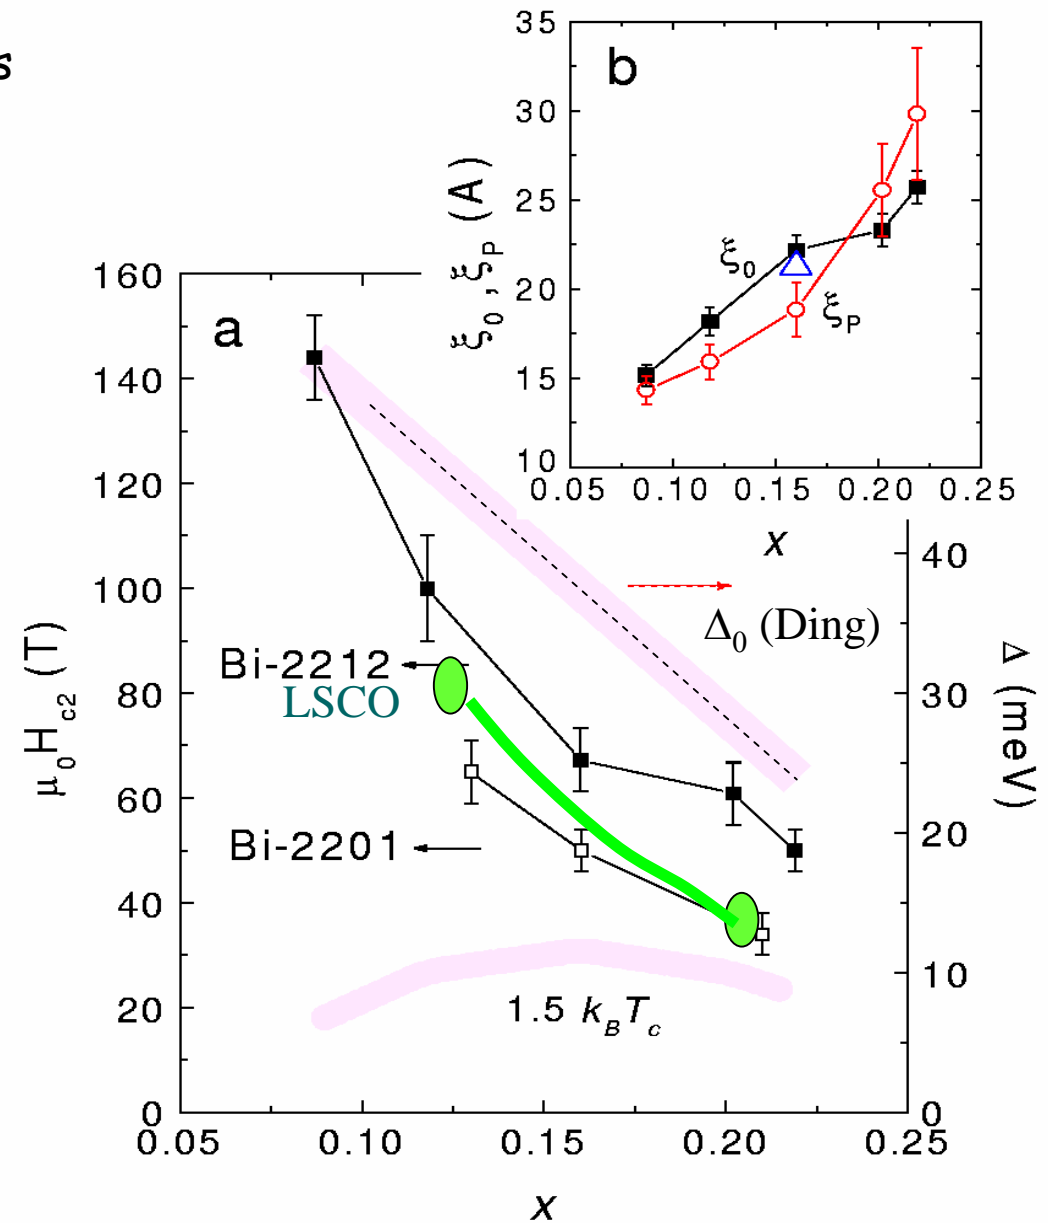 s
b
35
30
25
20
15
10
ξ0, ξP (A)
ξ0
ξP
0.05 0.10 0.15 0.20 0.25
x
a
160
140
120
100
80
60
40
20
0
μ0Hc2 (T)
40
30
20
10
0
Δ (meV)
Δ0 (Ding)
Bi-2212
LSCO
Bi-2201
1.5 kBTc
0.05 0.10 0.15 0.20 0.25
x